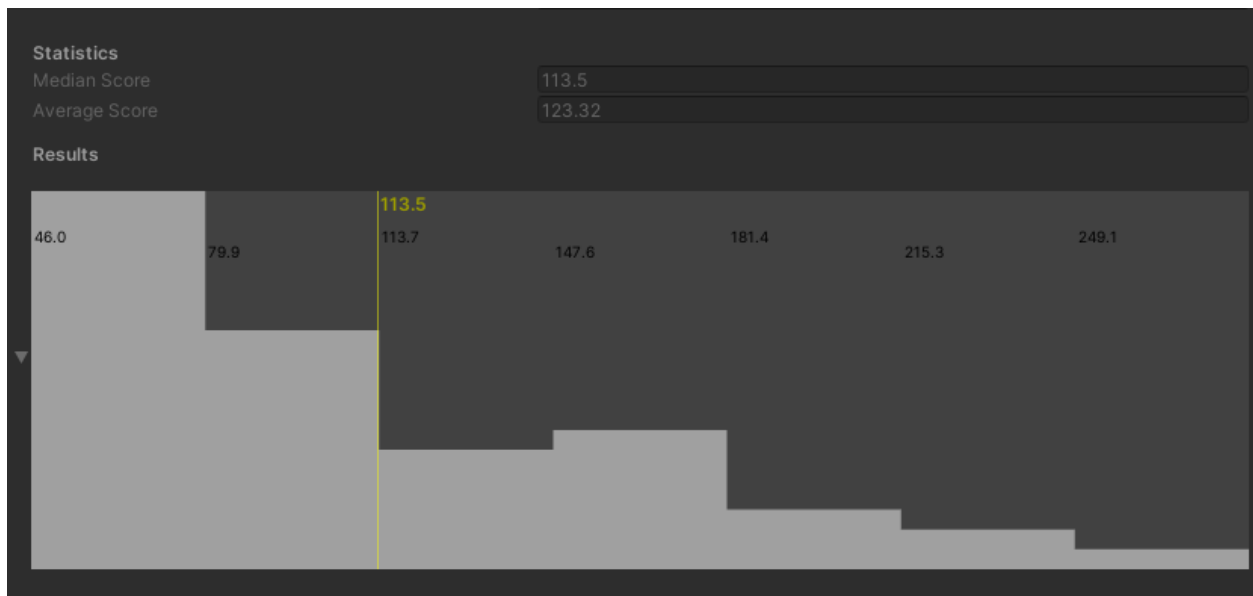 Statistics
Median Score 113.5
Average Score 123.32
Results
113.5
46.0 79.9 113.7 147.6 181.4 215.3 249.1